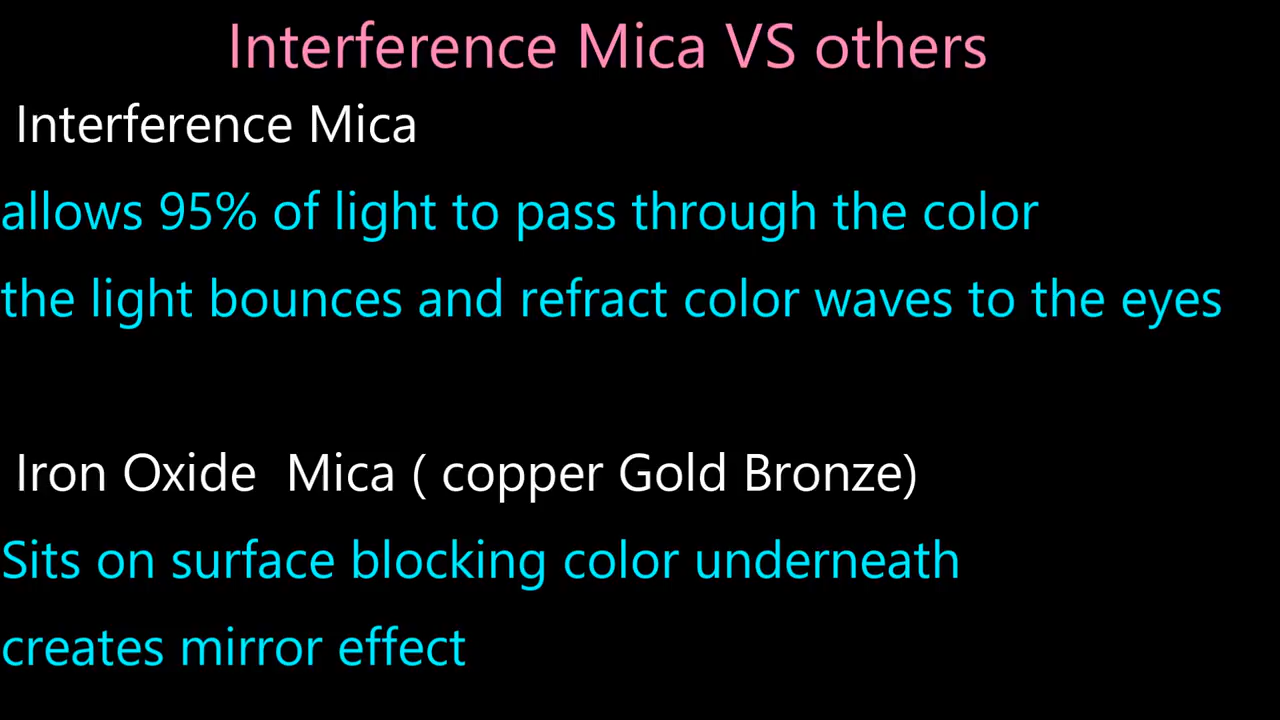 Interference Mica VS others
Interference Mica
allows 95% of light to pass through the color
the light bounces and refract color waves to the eyes
Iron Oxide  Mica ( copper Gold Bronze)
Sits on surface blocking color underneath
creates mirror effect